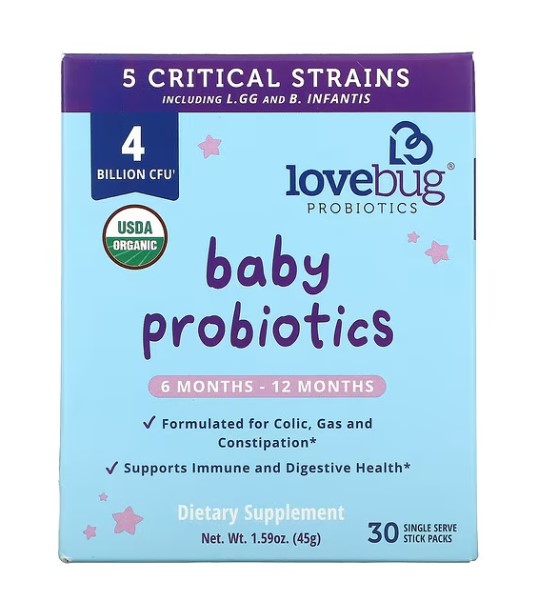 5 CRITICAL STRAINS
INCLUDING L.GG AND B. INFANTIS
4
BILLION CFU†
lovebug®
PROBIOTICS
USDA
ORGANIC
baby
probiotics
6 MONTHS - 12 MONTHS
✓ Formulated for Colic, Gas and
Constipation*
✓ Supports Immune and Digestive Health*
Dietary Supplement
Net. Wt. 1.59oz. (45g)
30 SINGLE SERVE
STICK PACKS